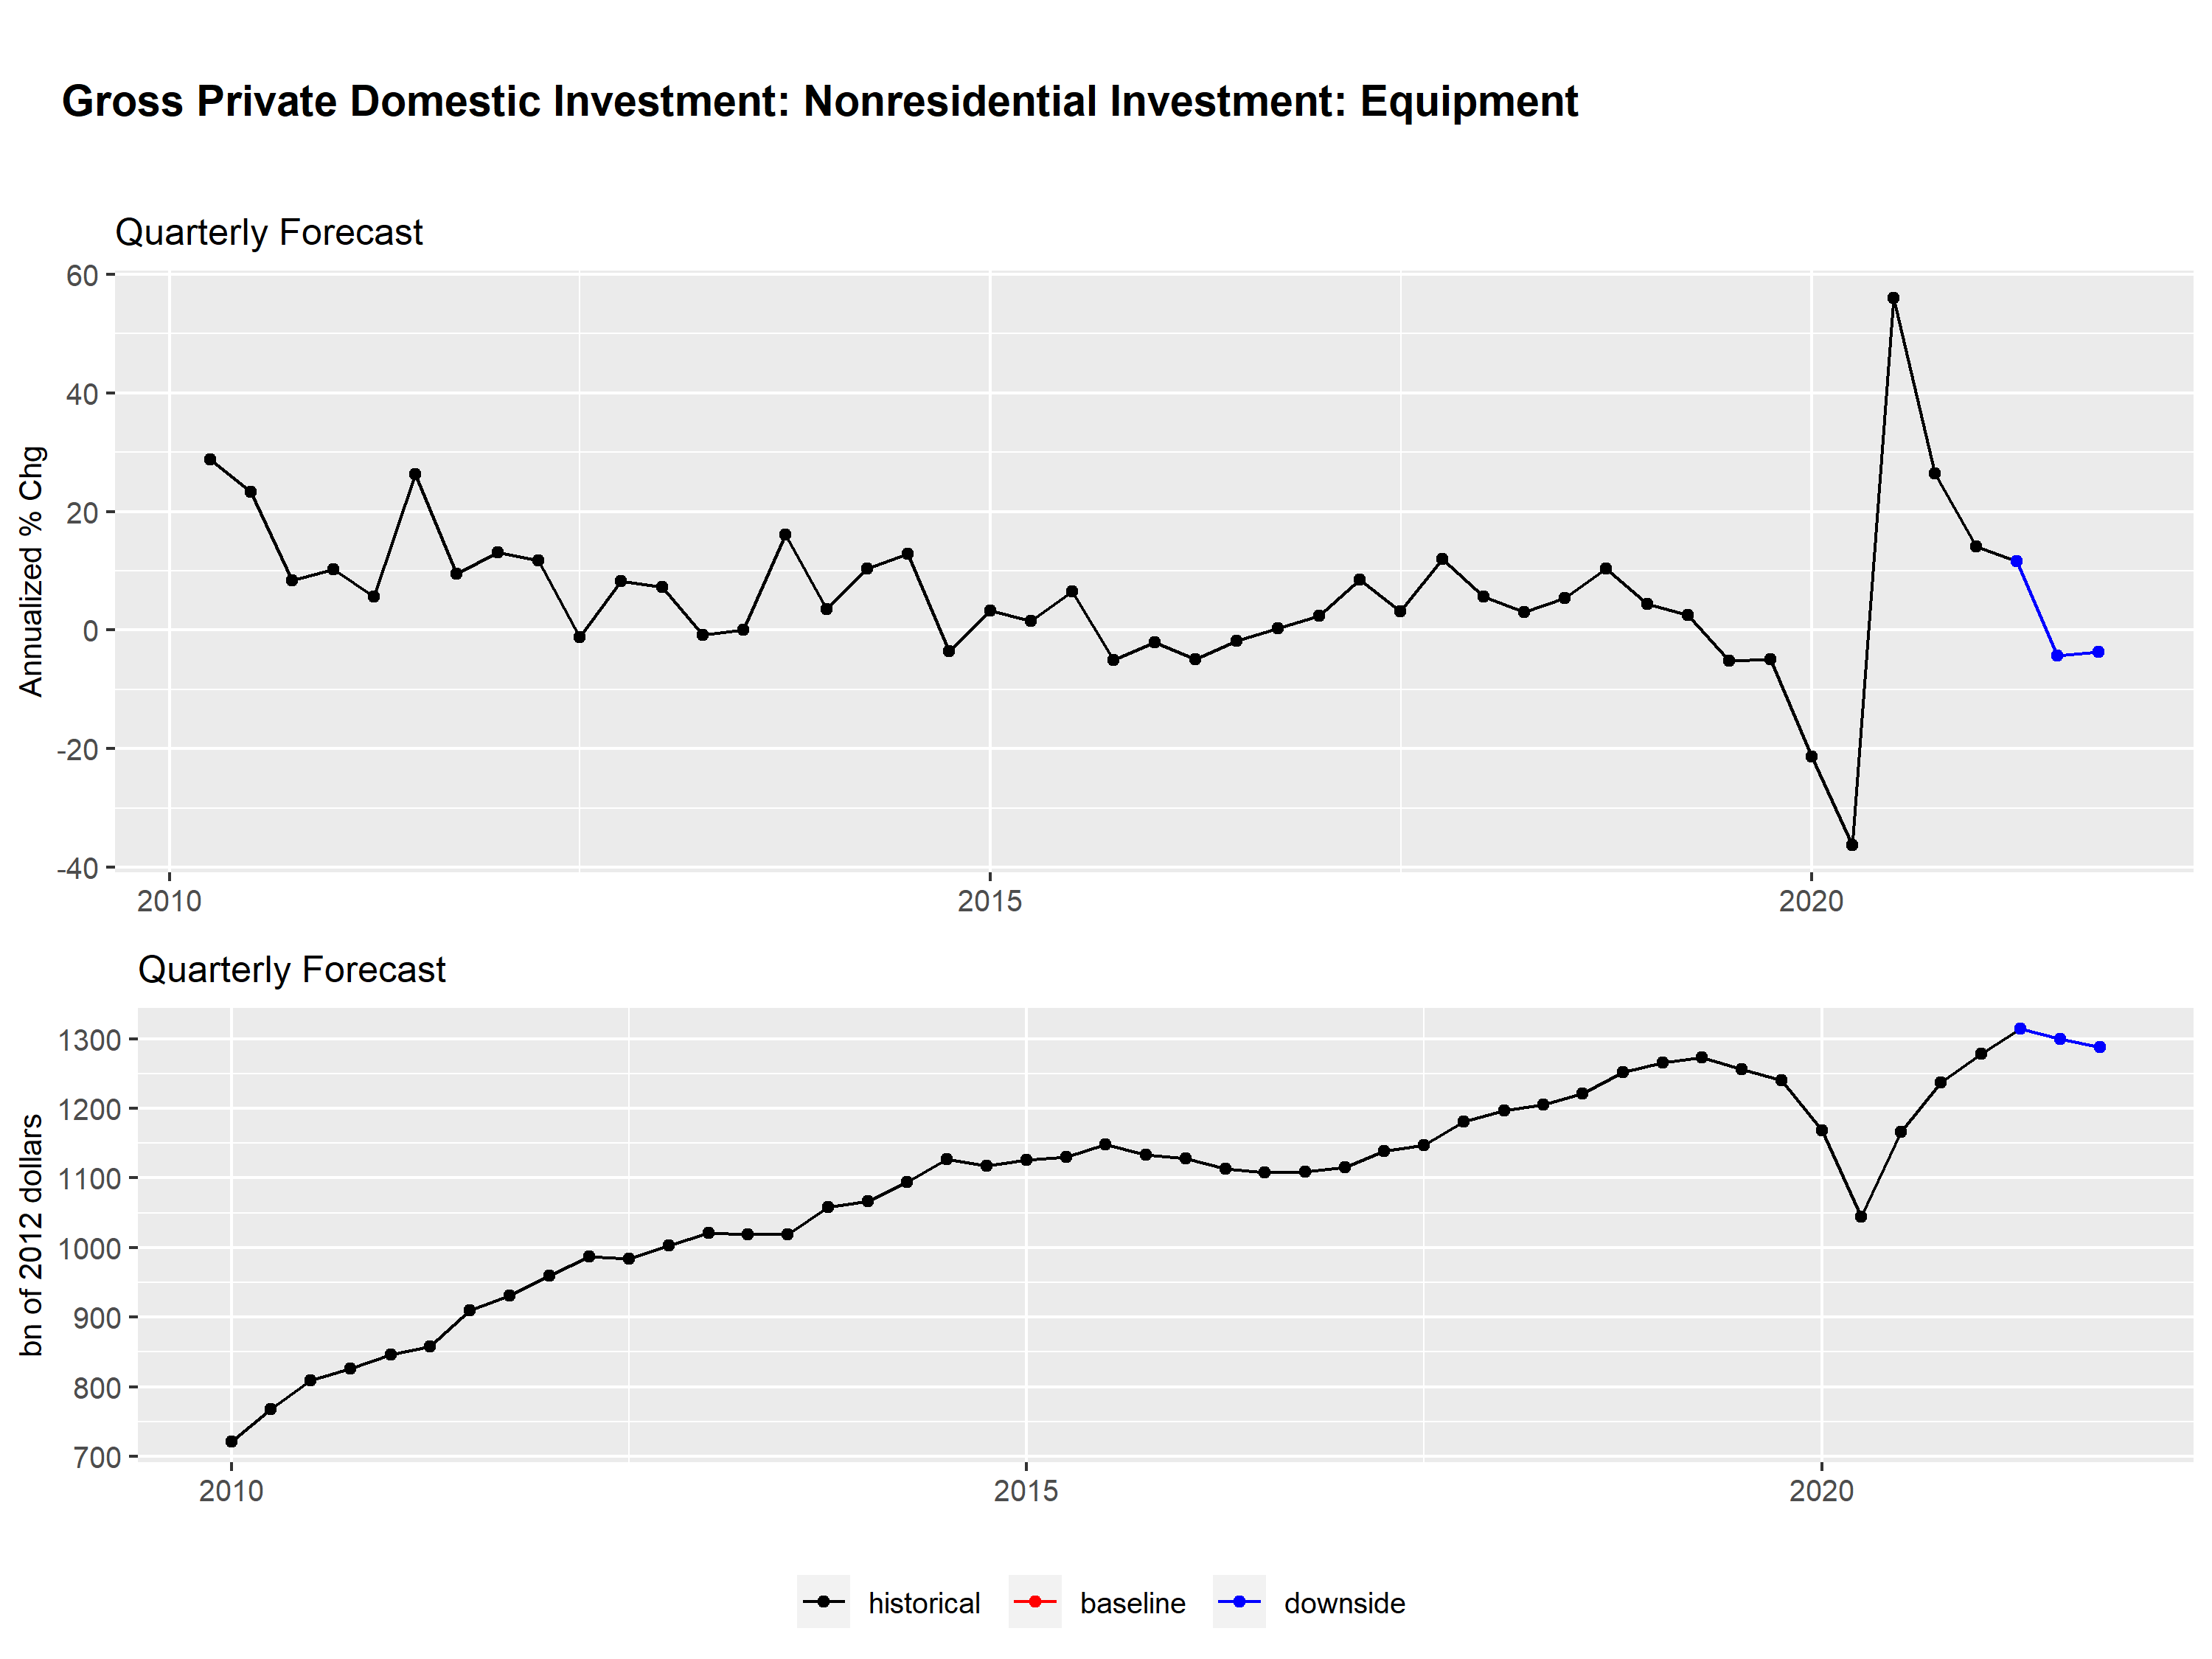 Gross Private Domestic Investment: Nonresidential Investment: Equipment
Quarterly Forecast
Annualized % Chg
60
40
20
0
-20
-40
2010
2015
2020
Quarterly Forecast
bn of 2012 dollars
1300
1200
1100
1000
900
800
700
2010
2015
2020
historical
baseline
downside